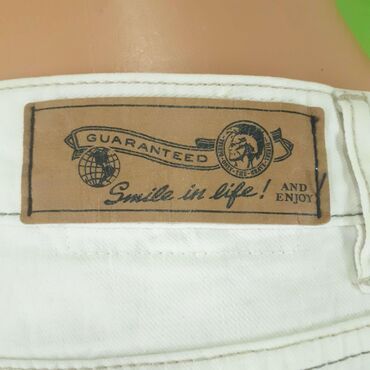 GUARANTEED
Smile in life!
AND
ENJOY